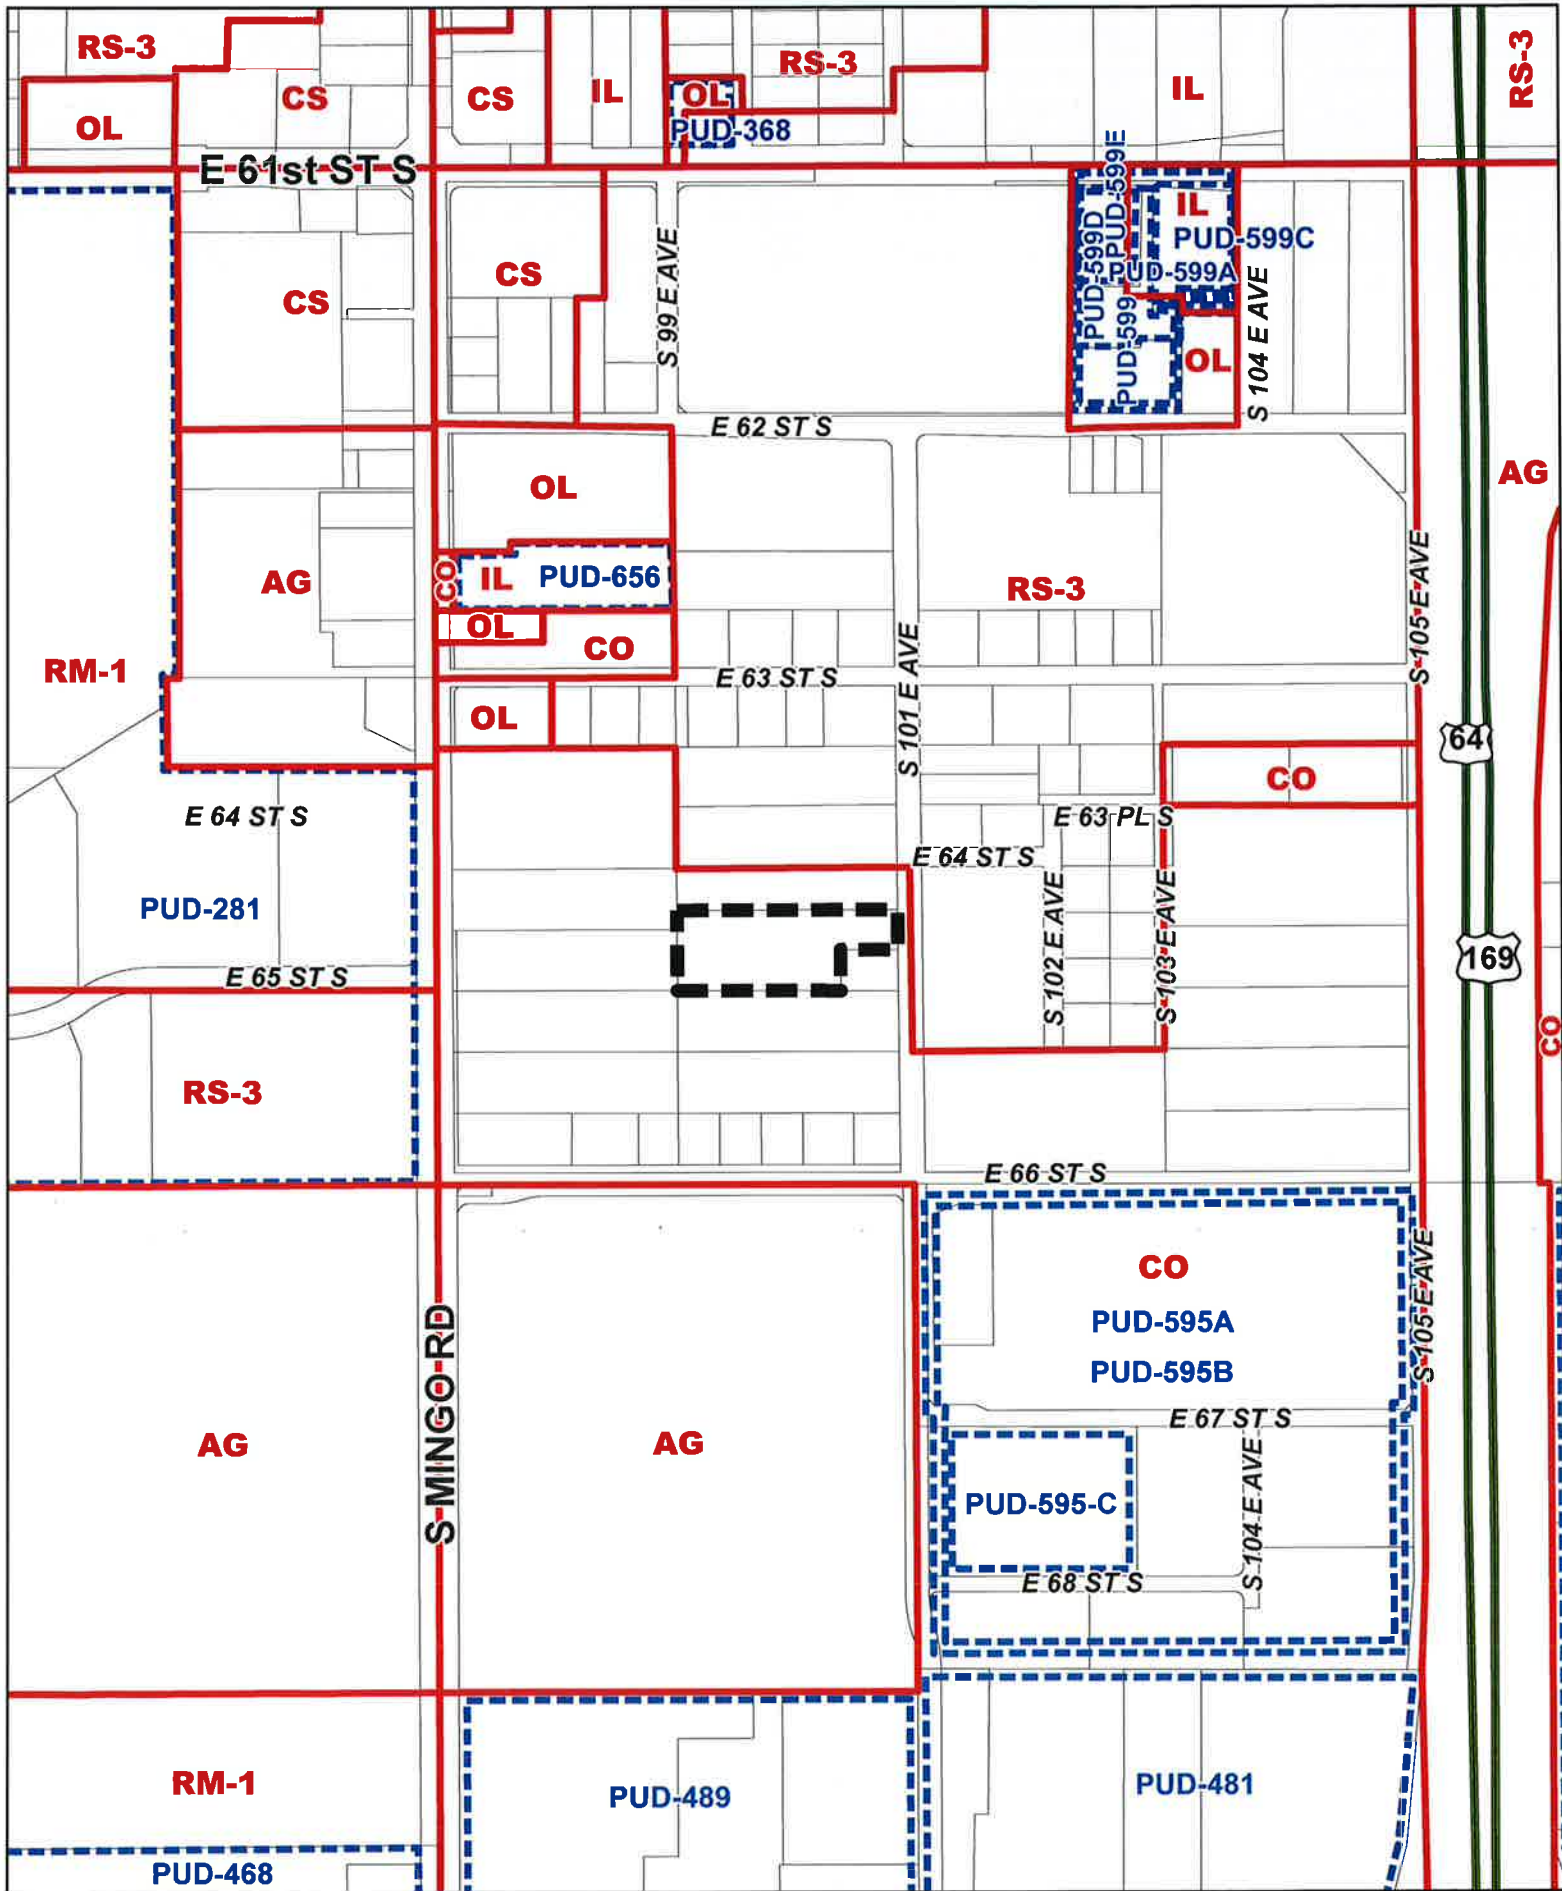 RS-3
OL
CS
CS
IL
OL
PUD-368
RS-3
IL
RS-3
E 61st ST S
CS
CS
S 99 E AVE
PUD-599D
PUD-599E
IL
PUD-599C
PUD-599A
PUD-599
OL
S 104 E AVE
E 62 ST S
AG
OL
AG
CO
IL
PUD-656
OL
CO
RS-3
S 105 E AVE
RM-1
E 63 ST S
S 101 E AVE
OL
64
CO
E 64 ST S
E 63 PL S
E 64 ST S
PUD-281
S 102 E AVE
S 103 E AVE
E 65 ST S
169
CO
RS-3
E 66 ST S
CO
PUD-595A
PUD-595B
S 105 E AVE
S MINGO RD
E 67 ST S
AG
AG
PUD-595-C
S 104 E AVE
E 68 ST S
RM-1
PUD-489
PUD-481
PUD-468